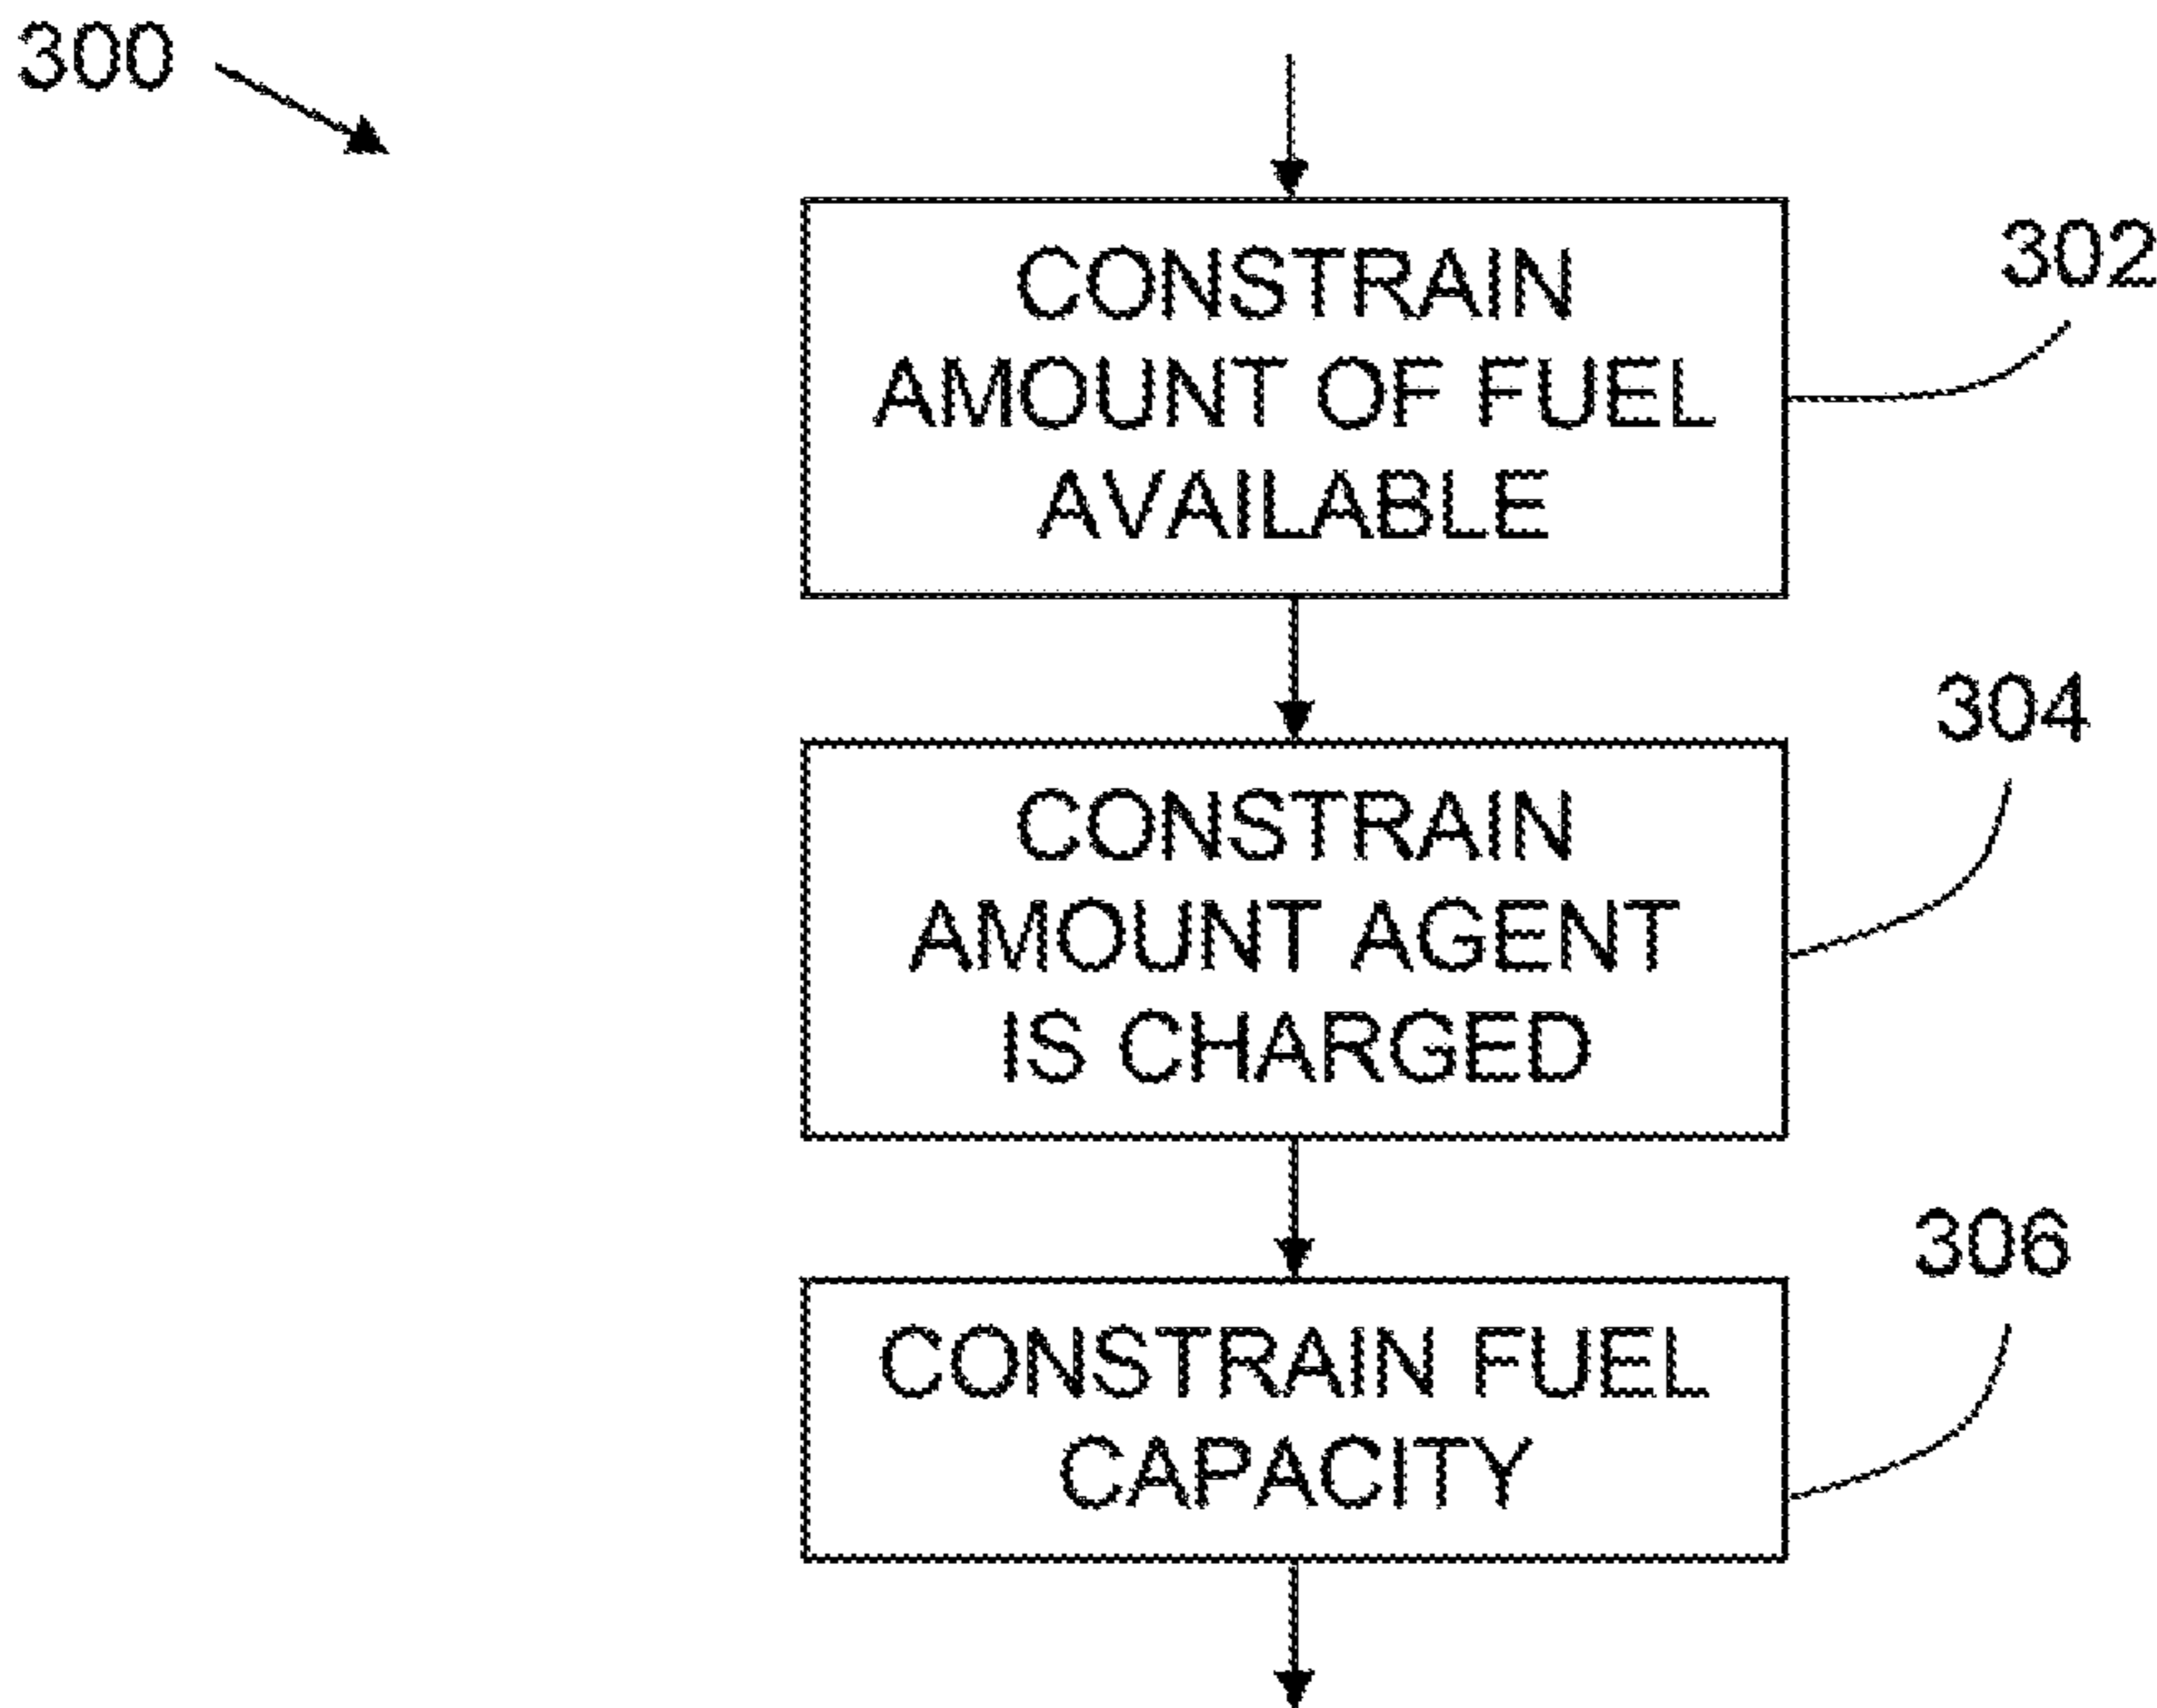 300
CONSTRAIN
AMOUNT OF FUEL
AVAILABLE
302
CONSTRAIN
AMOUNT AGENT
IS CHARGED
304
CONSTRAIN FUEL
CAPACITY
306